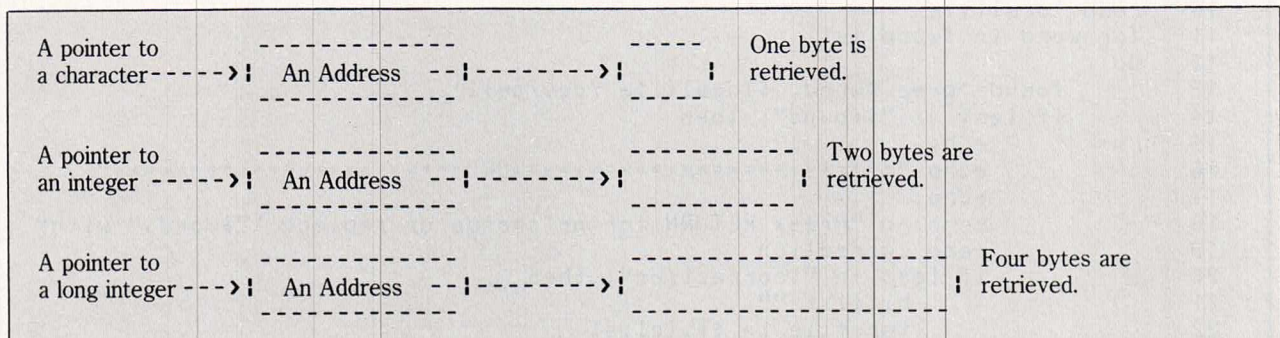 A pointer to
a character
An Address
One byte is
retrieved.
A pointer to
an integer
An Address
Two bytes are
retrieved.
A pointer to
a long integer
An Address
Four bytes are
retrieved.